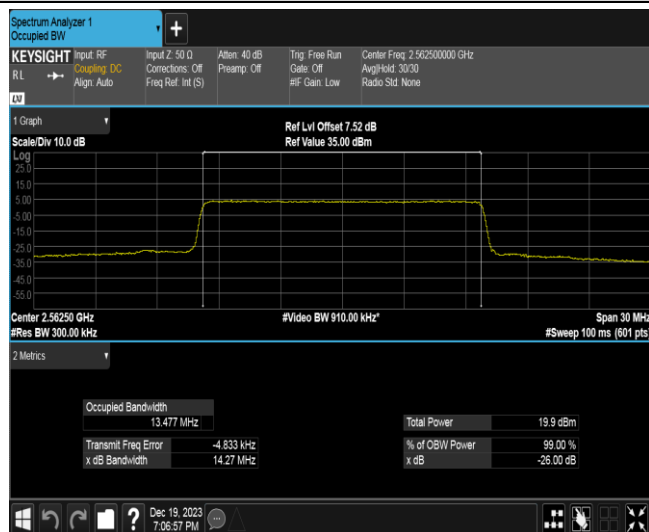 Spectrum Analyzer 1
Occupied BW
+
KEYSIGHT Input: RF Input Z: 50 Ω Atten: 40 dB Trig: Free Run Center Freq: 2.562500000 GHz
RL Coupling: DC Corrections: Off Preamp: Off Gate: Off Avg|Hold: 30/30
Align: Auto Freq Ref: Int (S) #IF Gain: Low Radio Std: None
LXI
1 Graph
Ref Lvl Offset 7.52 dB
Scale/Div 10.0 dB Ref Value 35.00 dBm
Log
25.0
15.0
5.00
-5.00
-15.0
-25.0
-35.0
-45.0
-55.0
Center 2.56250 GHz #Video BW 910.00 kHz* Span 30 MHz
#Res BW 300.00 kHz #Sweep 100 ms (601 pts)
2 Metrics
Occupied Bandwidth
13.477 MHz Total Power 19.9 dBm
Transmit Freq Error -4.833 kHz % of OBW Power 99.00 %
x dB Bandwidth 14.27 MHz x dB -26.00 dB
? Dec 19, 2023
7:06:57 PM